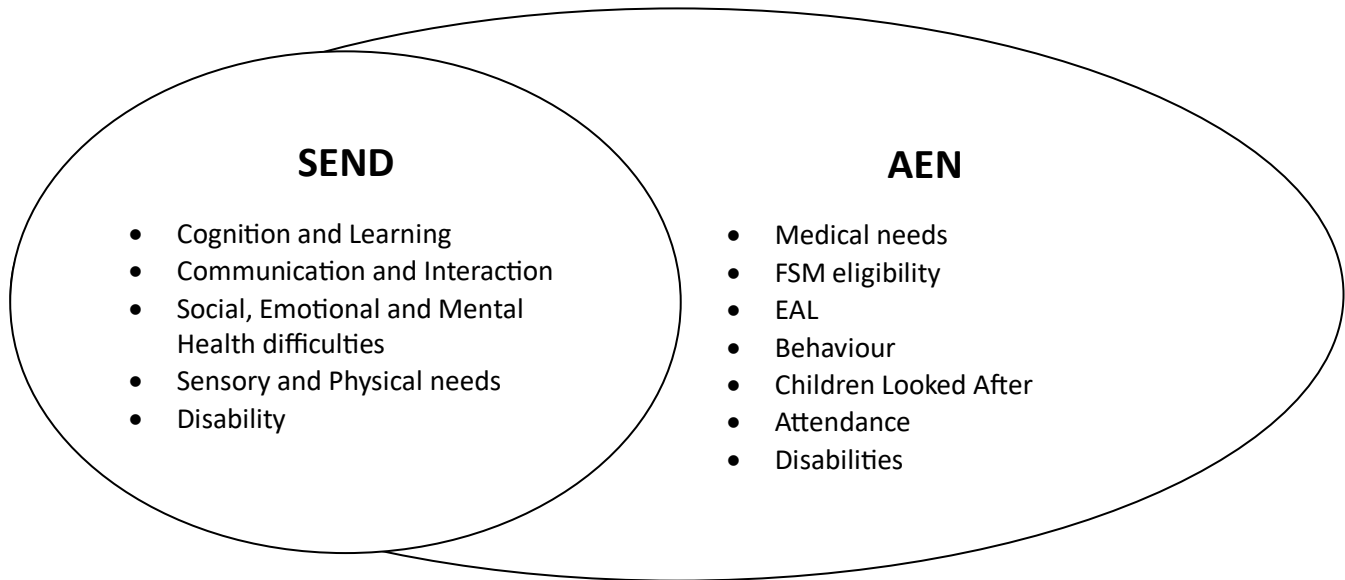 SEND
• Cognition and Learning
• Communication and Interaction
• Social, Emotional and Mental
Health difficulties
• Sensory and Physical needs
• Disability
AEN
• Medical needs
• FSM eligibility
• EAL
• Behaviour
• Children Looked After
• Attendance
• Disabilities